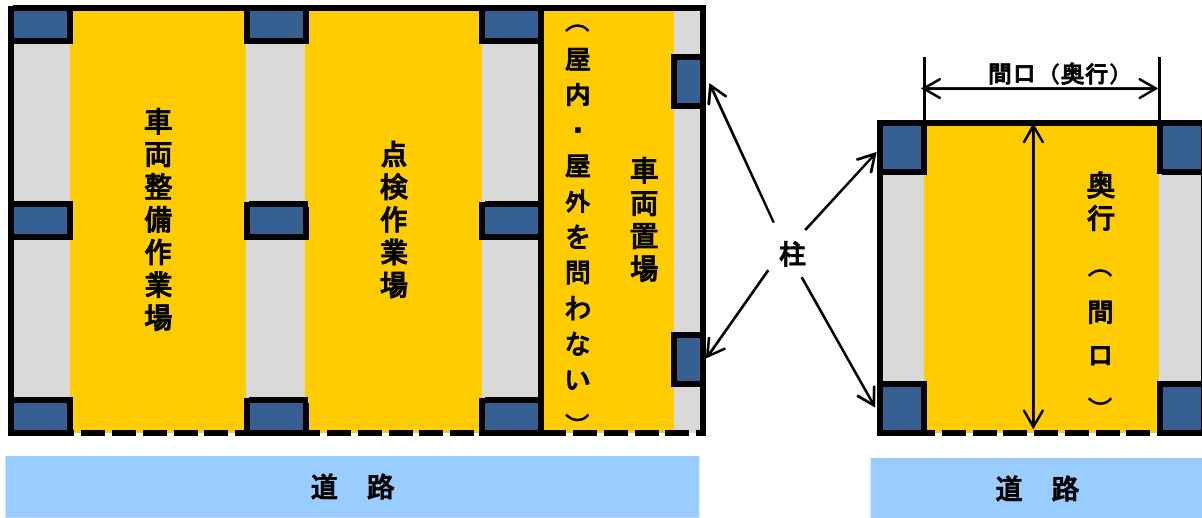 車両整備作業場
点検作業場
車両置場
（屋内・屋外を問わない）
道　路
柱
間口（奥行）
奥行（間口）
道　路